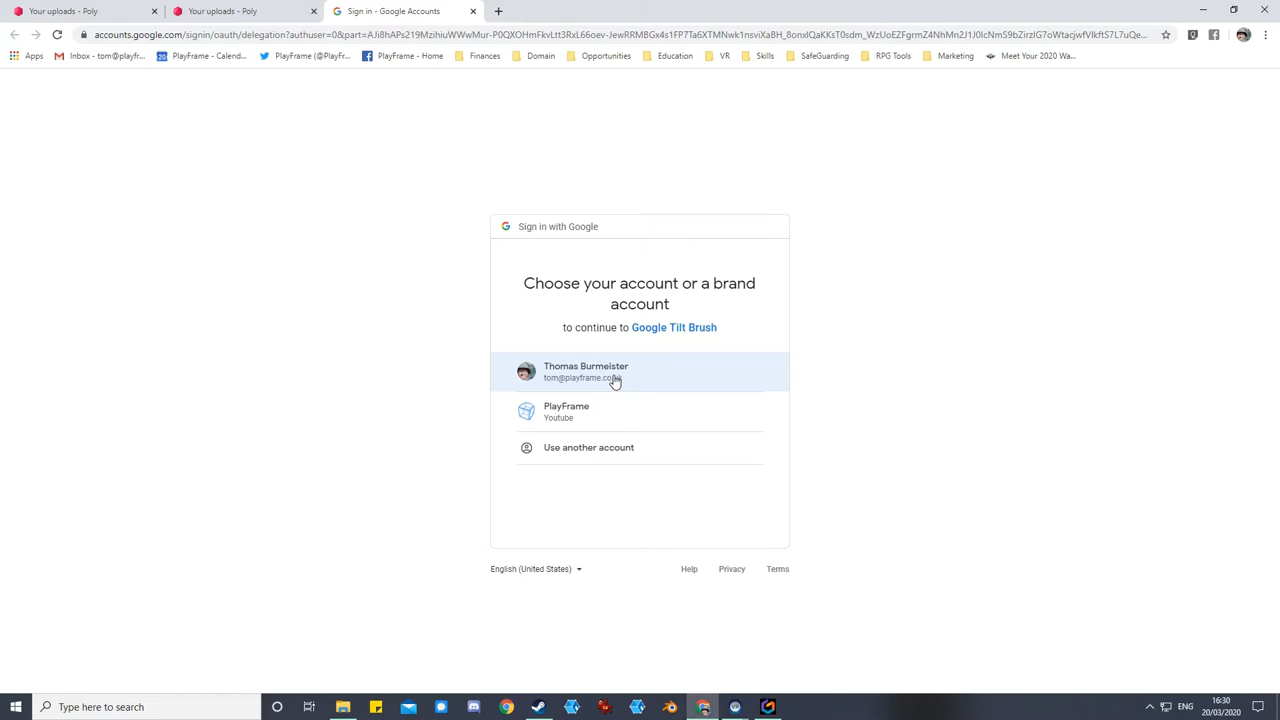 Your uploads - Poly
Your uploads - Poly
Sign in - Google Accounts
Apps
Inbox - tom@playfr...
20
PlayFrame - Calend...
Twitter (@PlayFr...
PlayFrame - Home
Finances
Domain
Opportunities
Education
VR
Skills
SafeGuarding
RPG Tools
Marketing
Meet Your 2020 Wa...
Sign in with Google
Choose your account or a brand
account
to continue to Google Tilt Brush
Thomas Burmeister
PlayFrame
Youtube
Use another account
English (United States)
Help
Privacy
Terms
Type here to search
ENG
16:30
20/03/2020